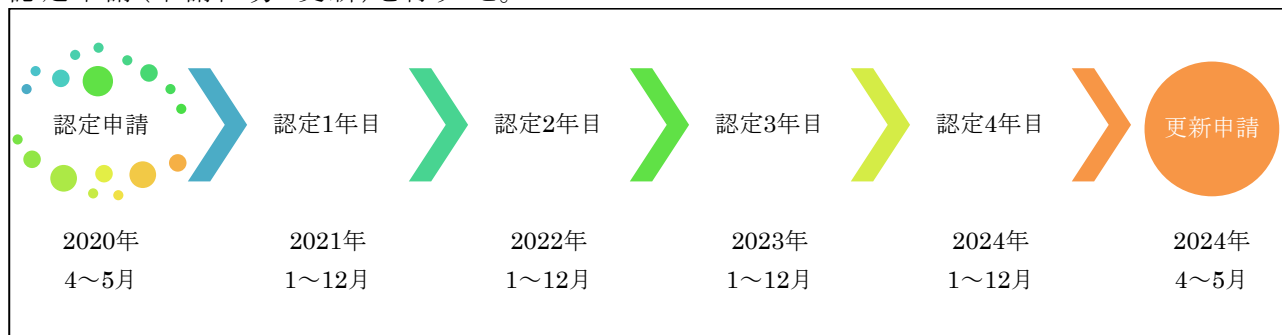 認定申請
認定1年目
認定2年目
認定3年目
認定4年目
更新申請
2020年
4～5月
2021年
1～12月
2022年
1～12月
2023年
1～12月
2024年
1～12月
2024年
4～5月